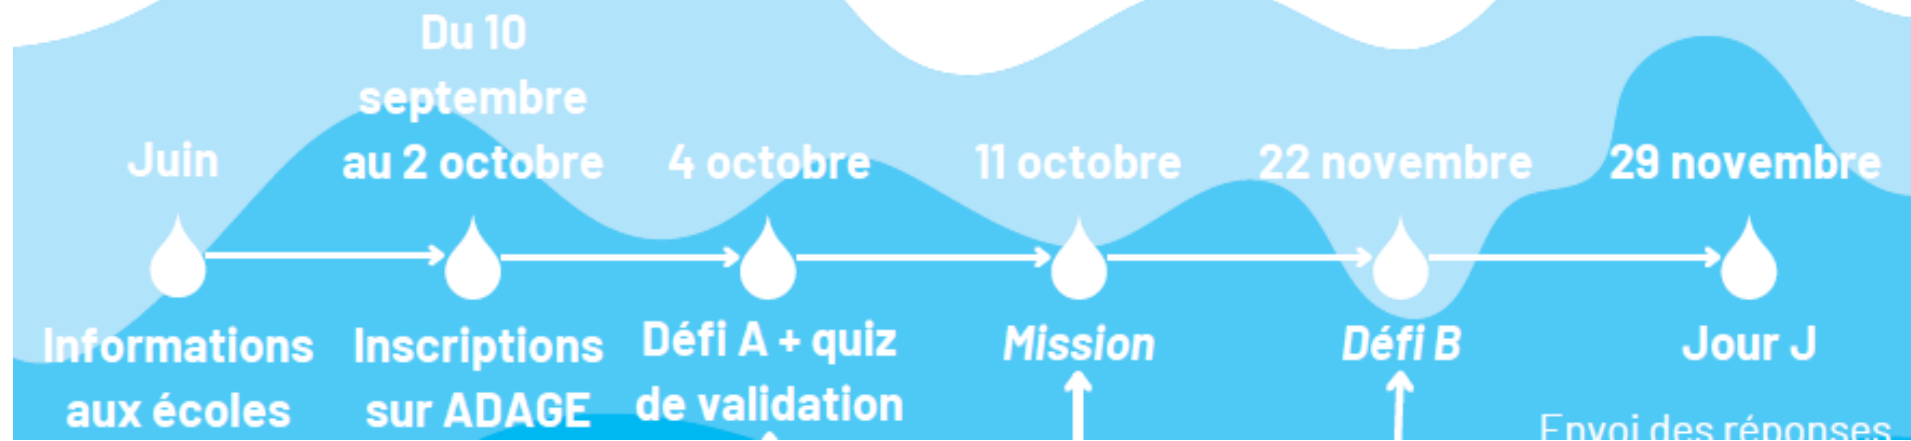 Juin
Du 10
septembre
au 2 octobre
4 octobre
11 octobre
22 novembre
29 novembre
Informations
aux écoles
Inscriptions
sur ADAGE
Défi A + quiz
de validation
Mission
Défi B
Jour J
Envoi des réponses